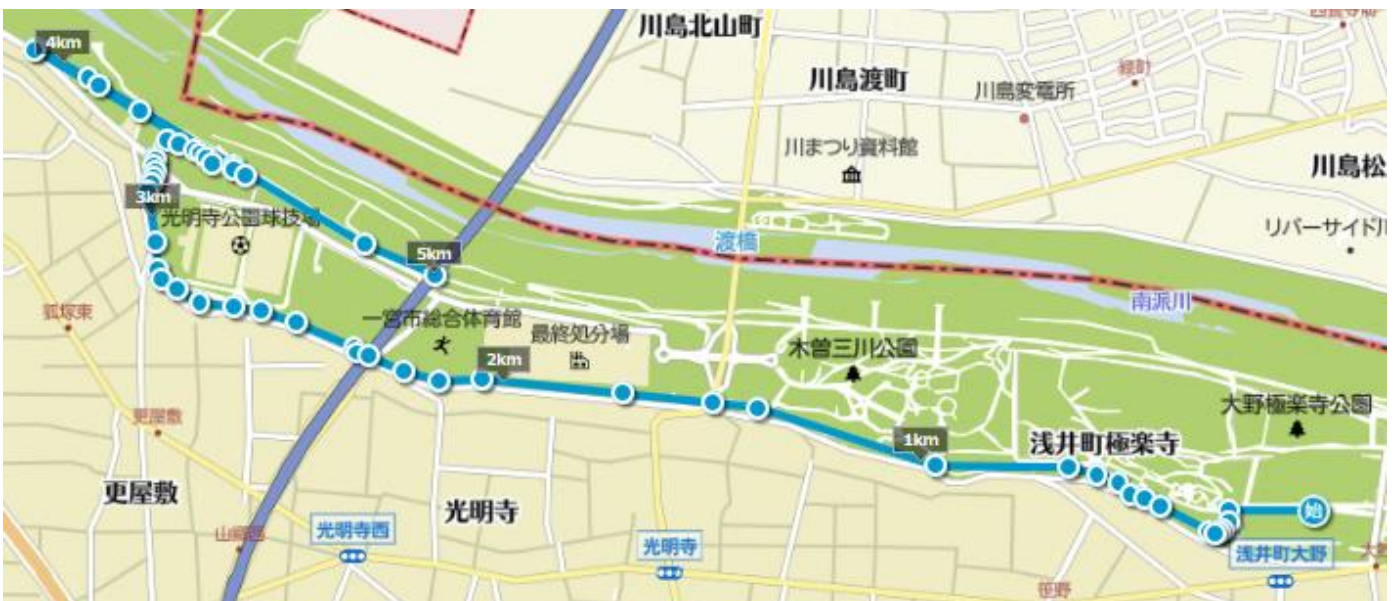 川島北山町
4km
川島渡町
川島変電所
緑町
川まつり資料館
川島松
3km
光明寺公園球技場
リバーサイド川
渡橋
5km
南派川
狐塚東
一宮市総合体育館
最終処分場
2km
木曽三川公園
大野極楽寺公園
更屋敷
1km
浅井町極楽寺
更屋敷
光明寺
始
光明寺西
光明寺
浅井町大野
笹野